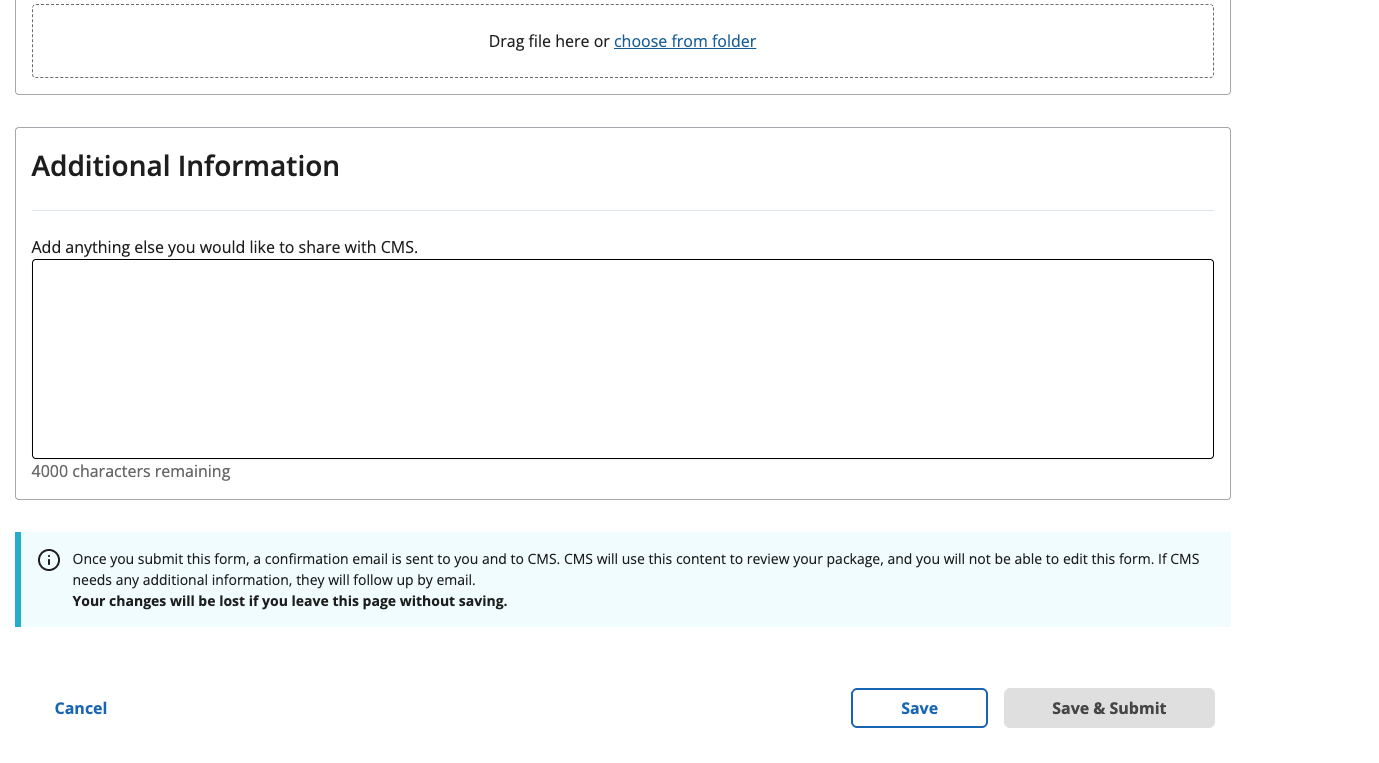 Drag file here or choose from folder
Additional Information
Add anything else you would like to share with CMS.
4000 characters remaining
Once you submit this form, a confirmation email is sent to you and to CMS. CMS will use this content to review your package, and you will not be able to edit this form. If CMS
needs any additional information, they will follow up by email.
Your changes will be lost if you leave this page without saving.
Cancel
Save
Save & Submit